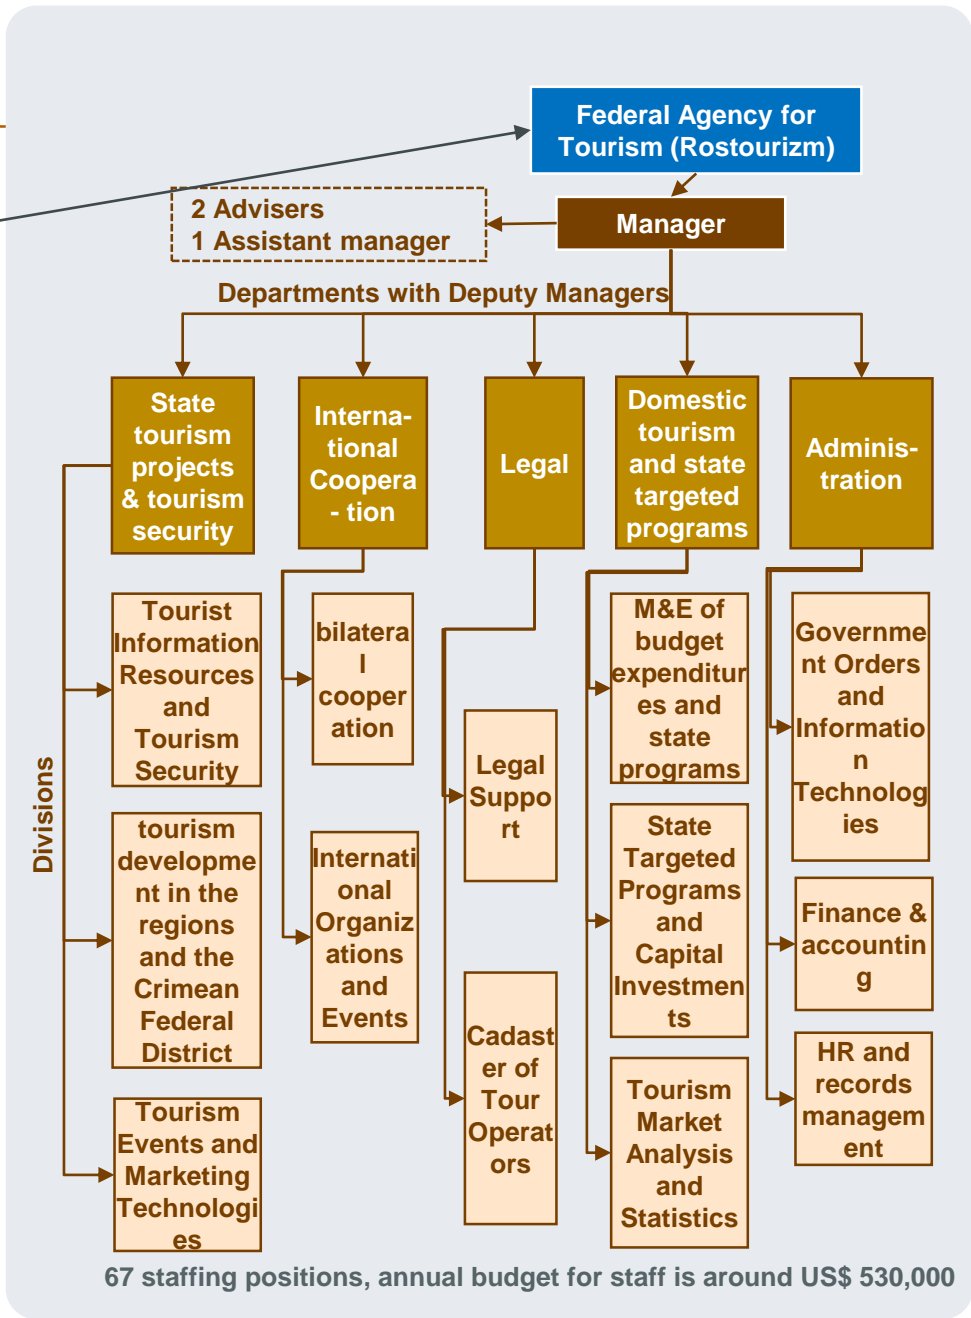 Federal Agency for
Tourism (Rostourizm)
2 Advisers
1 Assistant manager
Manager
Departments with Deputy Managers
State
tourism
projects
& tourism
security
Interna-
tional
Coopera
- tion
Legal
Domestic
tourism
and state
targeted
programs
Adminis-
tration
Divisions
Tourist
Information
Resources
and
Tourism
Security
tourism
developme
nt in the
regions
and the
Crimean
Federal
District
Tourism
Events and
Marketing
Technologi
es
bilatera
l
cooper
ation
Internati
onal
Organiz
ations
and
Events
Legal
Suppo
rt
Cadast
er of
Tour
Operat
ors
M&E of
budget
expenditur
es and
state
programs
State
Targeted
Programs
and
Capital
Investmen
ts
Tourism
Market
Analysis
and
Statistics
Governme
nt Orders
and
Informatio
n
Technolog
ies
Finance &
accountin
g
HR and
records
managem
ent
67 staffing positions, annual budget for staff is around US$ 530,000